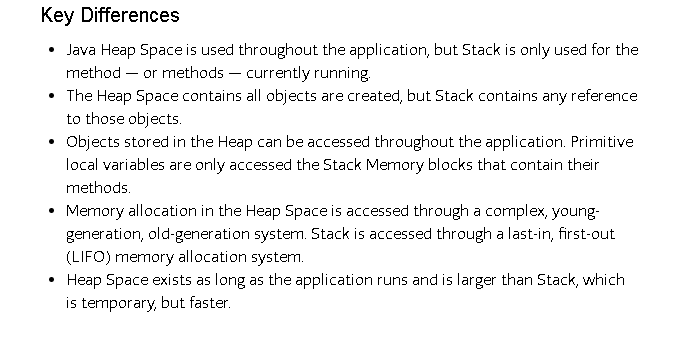 Key Differences
• Java Heap Space is used throughout the application, but Stack is only used for the
method — or methods — currently running.
• The Heap Space contains all objects are created, but Stack contains any reference
to those objects.
• Objects stored in the Heap can be accessed throughout the application. Primitive
local variables are only accessed the Stack Memory blocks that contain their
methods.
• Memory allocation in the Heap Space is accessed through a complex, young-
generation, old-generation system. Stack is accessed through a last-in, first-out
(LIFO) memory allocation system.
• Heap Space exists as long as the application runs and is larger than Stack, which
is temporary, but faster.